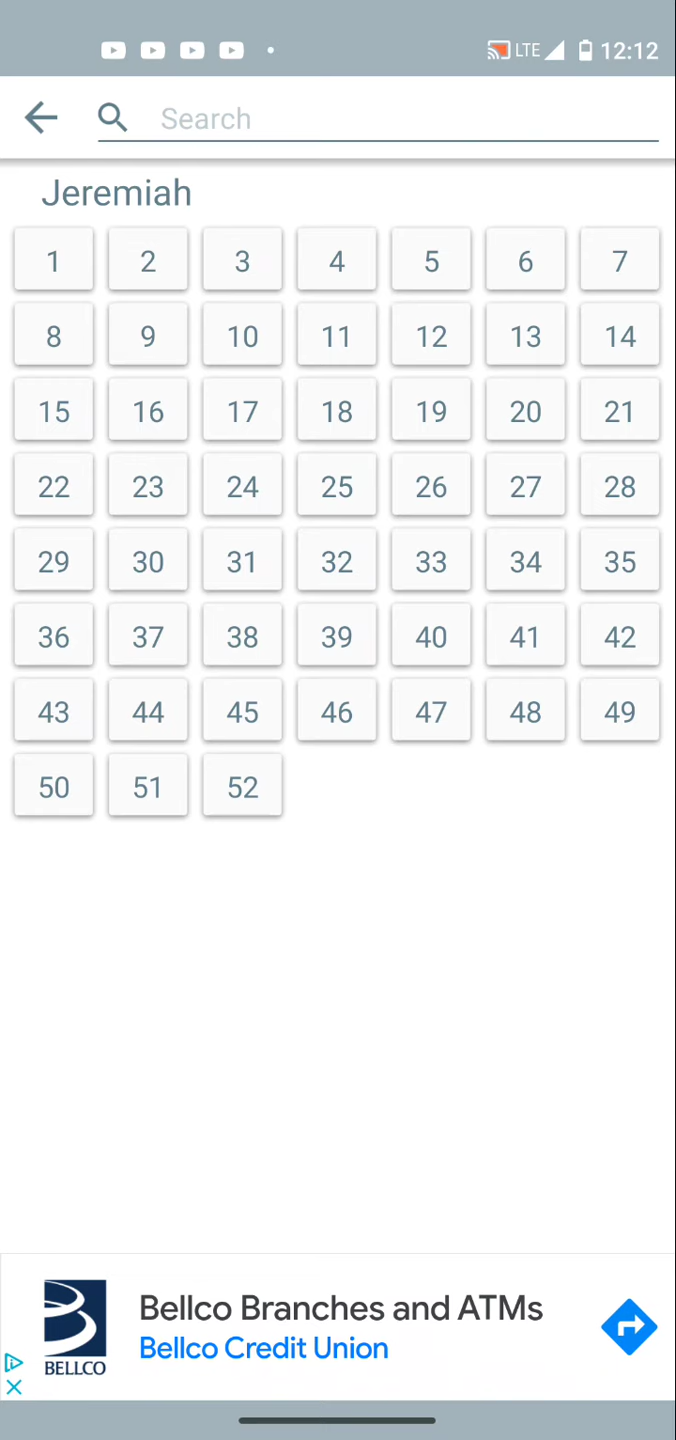 LTE 12:12
Search
Jeremiah
1 2 3 4 5 6 7
8 9 10 11 12 13 14
15 16 17 18 19 20 21
22 23 24 25 26 27 28
29 30 31 32 33 34 35
36 37 38 39 40 41 42
43 44 45 46 47 48 49
50 51 52
Bellco Branches and ATMs
Bellco Credit Union
BELLCO